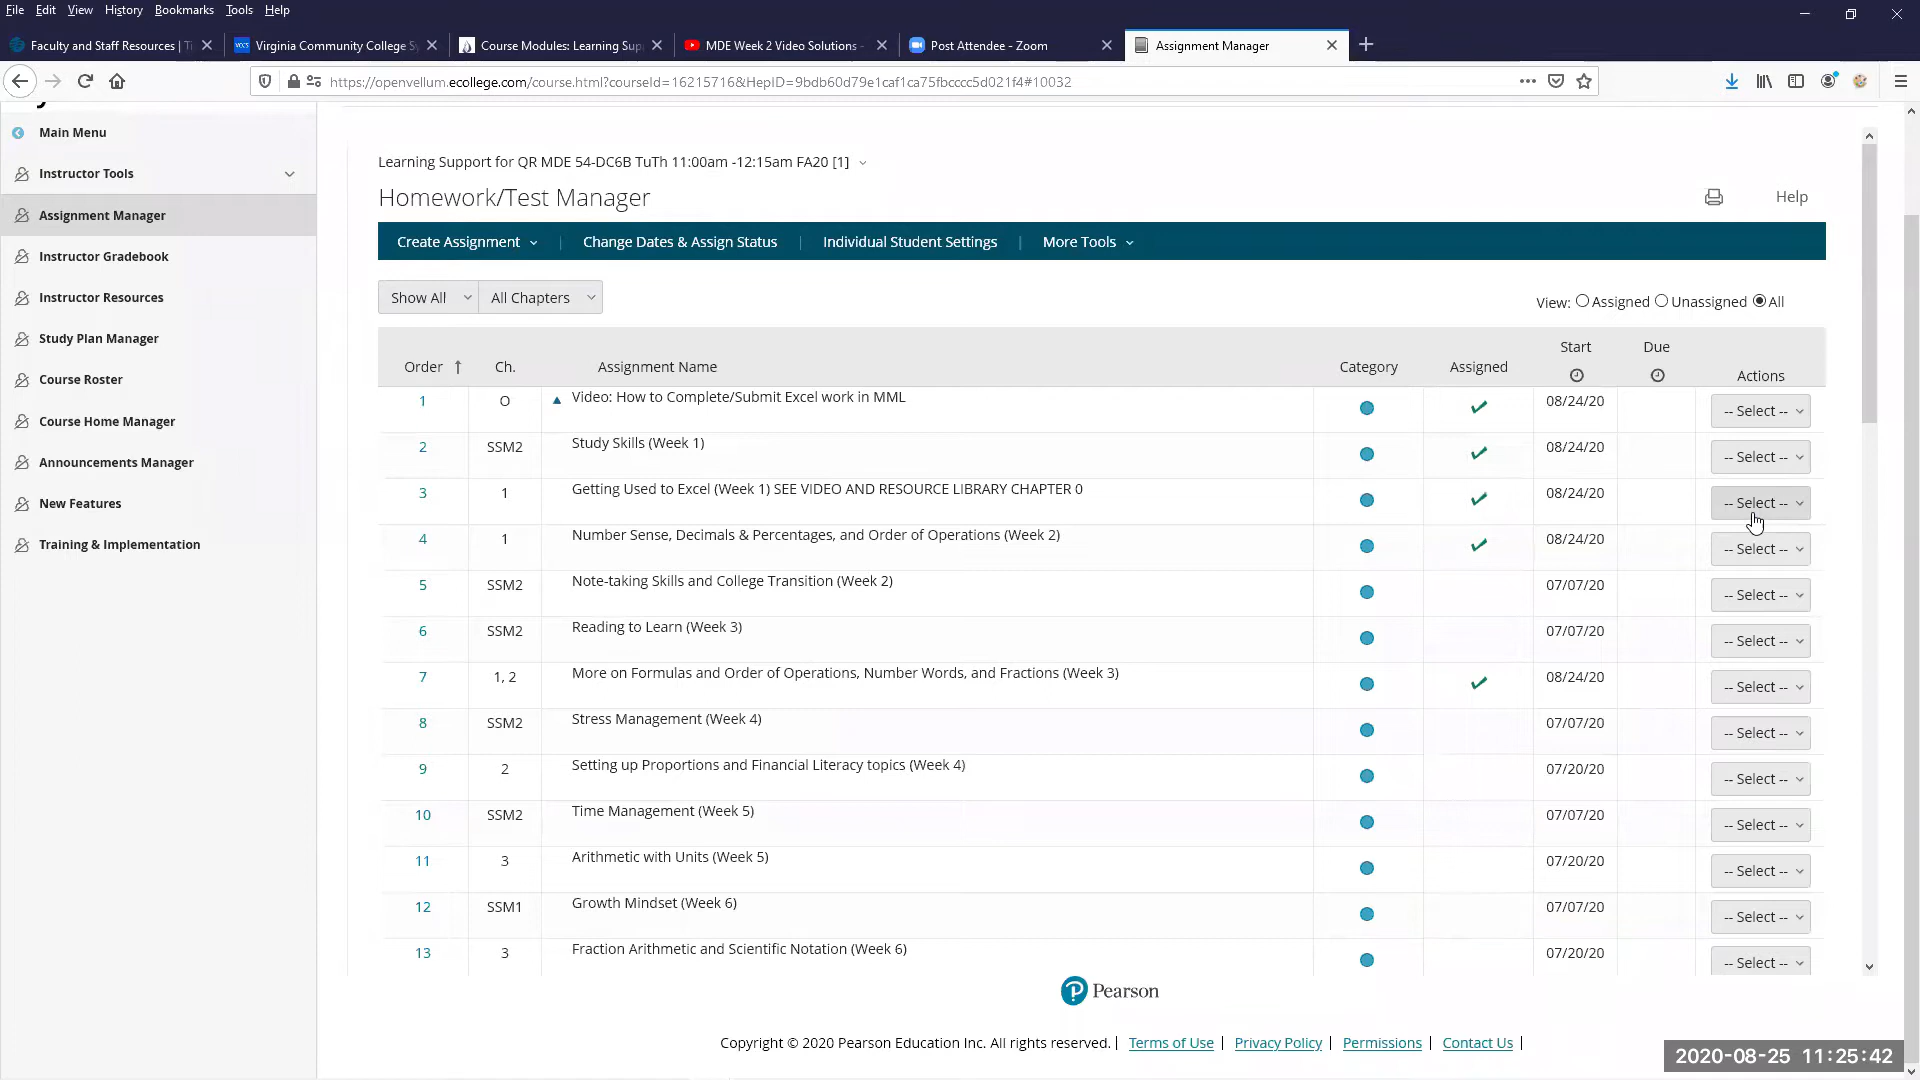 File Edit View History Bookmarks Tools Help
Faculty and Staff Resources | Ti
Virginia Community College Sy
Course Modules: Learning Supp
MDE Week 2 Video Solutions -
Post Attendee - Zoom
Assignment Manager
https://openvellum.ecollege.com/course.html?courseId=16215716&HepID=9bdb60d79e1caf1ca75fbcccc5d021f4#10032
Main Menu
Instructor Tools
Assignment Manager
Instructor Gradebook
Instructor Resources
Study Plan Manager
Course Roster
Course Home Manager
Announcements Manager
New Features
Training & Implementation
Learning Support for QR MDE 54-DC6B TuTh 11:00am -12:15am FA20 [1]
Homework/Test Manager
Help
Create Assignment | Change Dates & Assign Status | Individual Student Settings | More Tools
Show All All Chapters
View: Assigned Unassigned All
Order Ch. Assignment Name Category Assigned Start Due Actions
1 O Video: How to Complete/Submit Excel work in MML 08/24/20 -- Select --
2 SSM2 Study Skills (Week 1) 08/24/20 -- Select --
3 1 Getting Used to Excel (Week 1) SEE VIDEO AND RESOURCE LIBRARY CHAPTER 0 08/24/20 -- Select --
4 1 Number Sense, Decimals & Percentages, and Order of Operations (Week 2) 08/24/20 -- Select --
5 SSM2 Note-taking Skills and College Transition (Week 2) 07/07/20 -- Select --
6 SSM2 Reading to Learn (Week 3) 07/07/20 -- Select --
7 1, 2 More on Formulas and Order of Operations, Number Words, and Fractions (Week 3) 08/24/20 -- Select --
8 SSM2 Stress Management (Week 4) 07/07/20 -- Select --
9 2 Setting up Proportions and Financial Literacy topics (Week 4) 07/20/20 -- Select --
10 SSM2 Time Management (Week 5) 07/07/20 -- Select --
11 3 Arithmetic with Units (Week 5) 07/20/20 -- Select --
12 SSM1 Growth Mindset (Week 6) 07/07/20 -- Select --
13 3 Fraction Arithmetic and Scientific Notation (Week 6) 07/20/20 -- Select --
Pearson
Copyright © 2020 Pearson Education Inc. All rights reserved. | Terms of Use | Privacy Policy | Permissions | Contact Us |
2020-08-25 11:25:42